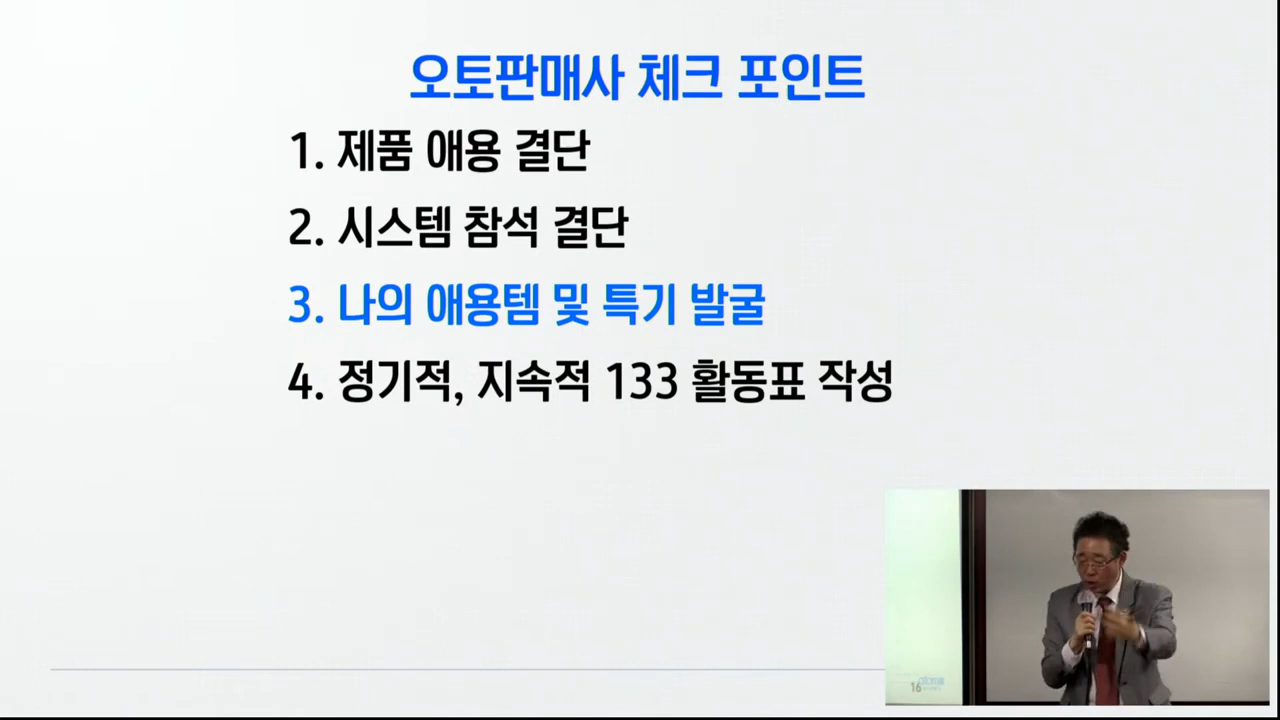 오토판매사 체크 포인트
1. 제품 애용 결단
2. 시스템 참석 결단
3. 나의 애용템 및 특기 발굴
4. 정기적, 지속적 133 활동표 작성
16